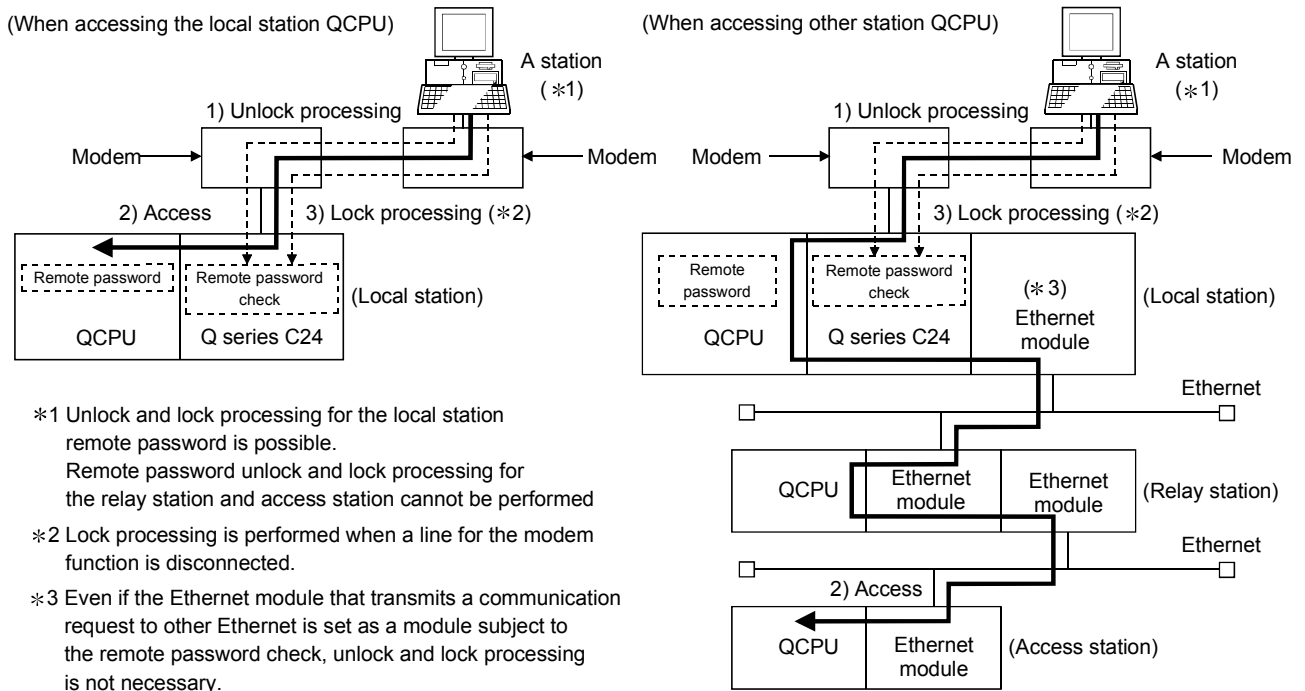 (When accessing the local station QCPU)
A station
(*1)
1) Unlock processing
Modem
Modem
2) Access
3) Lock processing (*2)
Remote password
Remote password
check
(Local station)
QCPU
Q series C24
*1 Unlock and lock processing for the local station
remote password is possible.
Remote password unlock and lock processing for
the relay station and access station cannot be performed
*2 Lock processing is performed when a line for the modem
function is disconnected.
*3 Even if the Ethernet module that transmits a communication
request to other Ethernet is set as a module subject to
the remote password check, unlock and lock processing
is not necessary.
(When accessing other station QCPU)
A station
(*1)
1) Unlock processing
Modem
Modem
3) Lock processing (*2)
Remote
password
Remote password
check
(*3)
Ethernet
module
(Local station)
QCPU
Q series C24
Ethernet
QCPU
Ethernet
module
Ethernet
module
(Relay station)
Ethernet
2) Access
QCPU
Ethernet
module
(Access station)